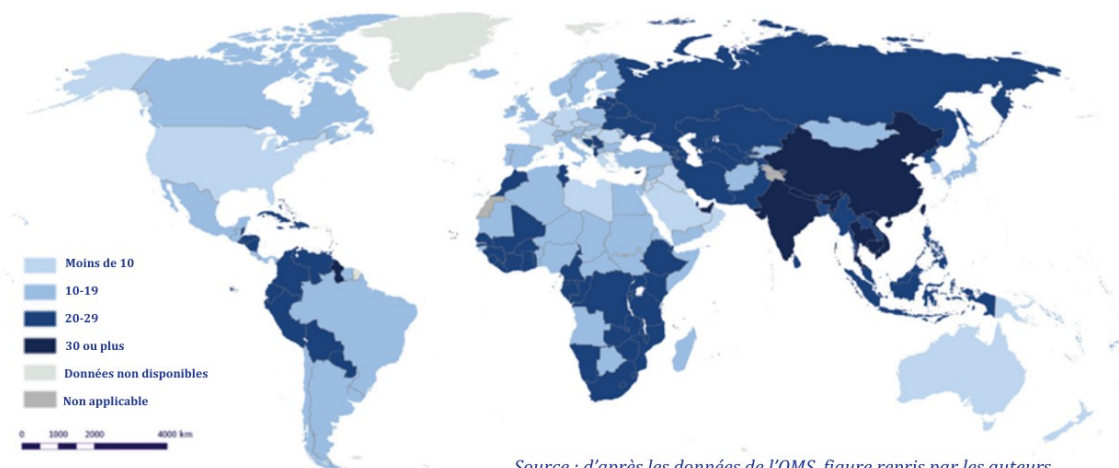 Moins de 10
10-19
20-29
30 ou plus
Données non disponibles
Non applicable
0 1000 2000 4000 km
Source : d'après les données de l'OMS, figure repris par les auteurs